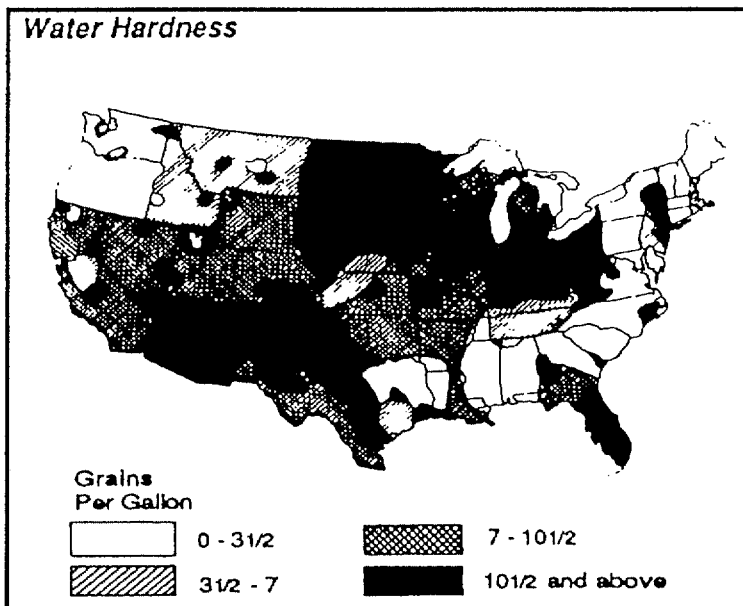 Water Hardness
Grains
Per Gallon
0 - 31/2
7 - 101/2
31/2 - 7
101/2 and above